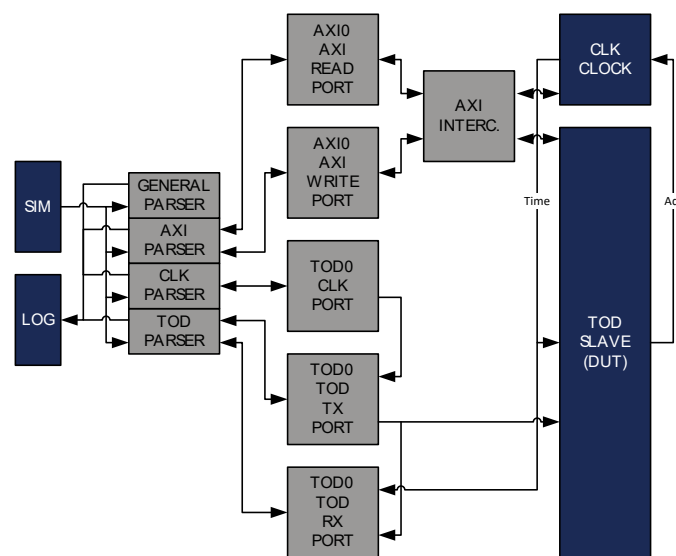 AXI0
AXI
READ
PORT
CLK
CLOCK
AXI
INTERC.
AXI0
AXI
WRITE
PORT
SIM
GENERAL
PARSER
AXI
PARSER
CLK
PARSER
TOD
PARSER
LOG
Time
TOD0
CLK
PORT
TOD
SLAVE
(DUT)
TOD0
TOD
TX
PORT
TOD0
TOD
RX
PORT